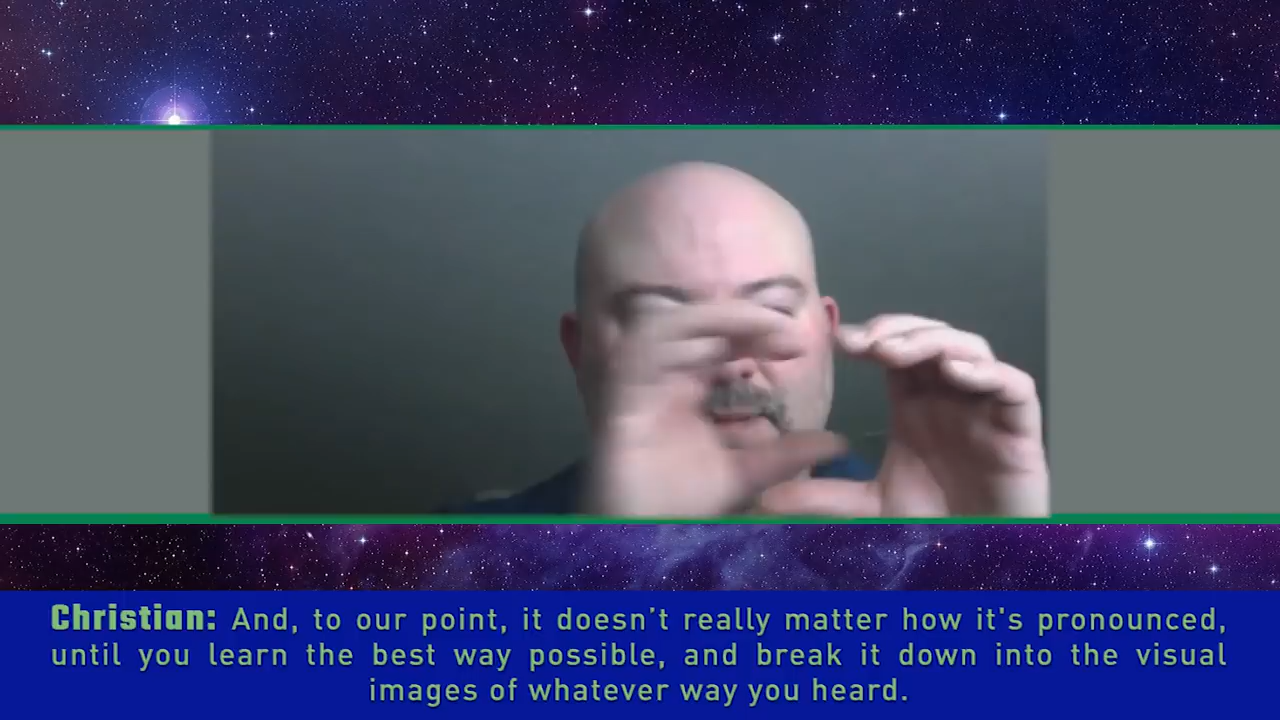 Christian: And, to our point, it doesn’t really matter how it's pronounced,
until you learn the best way possible, and break it down into the visual
images of whatever way you heard.